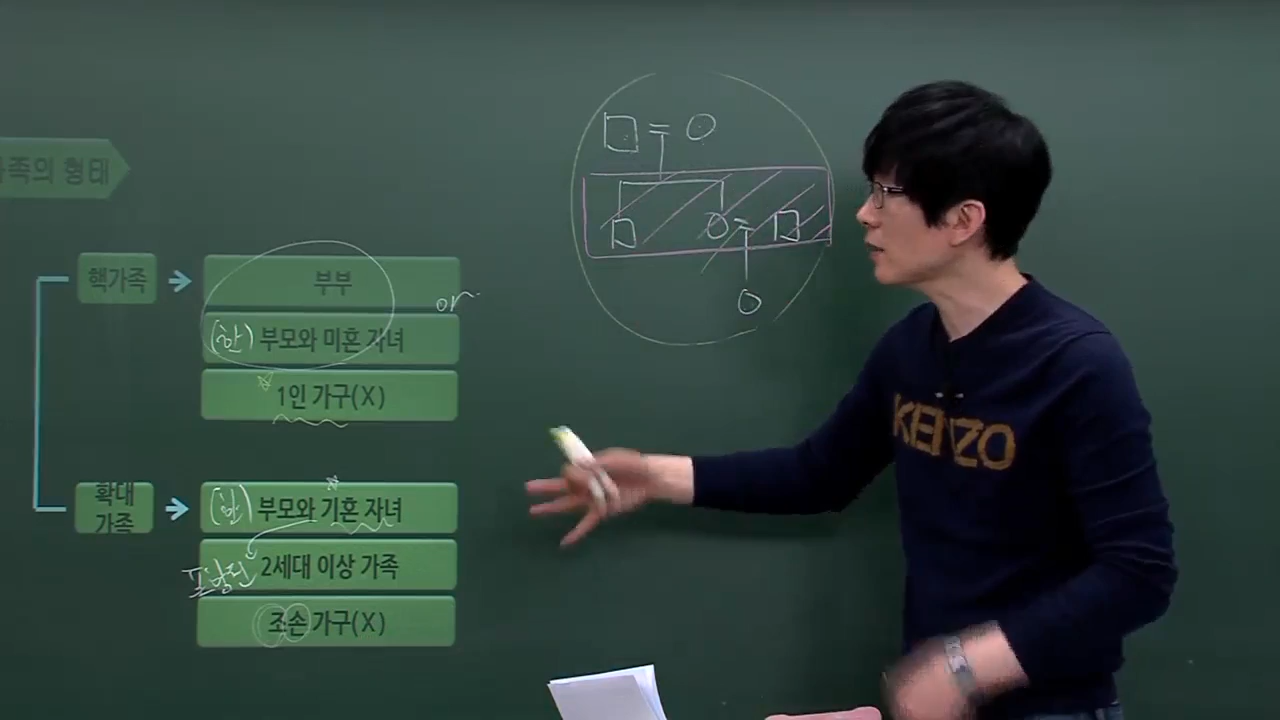 가족의 형태
핵가족
부부
or
(한) 부모와 미혼 자녀
1인 가구(X)
확대
가족
(한) 부모와 기혼 자녀
포함된 2세대 이상 가족
조손 가구(X)
KENZO